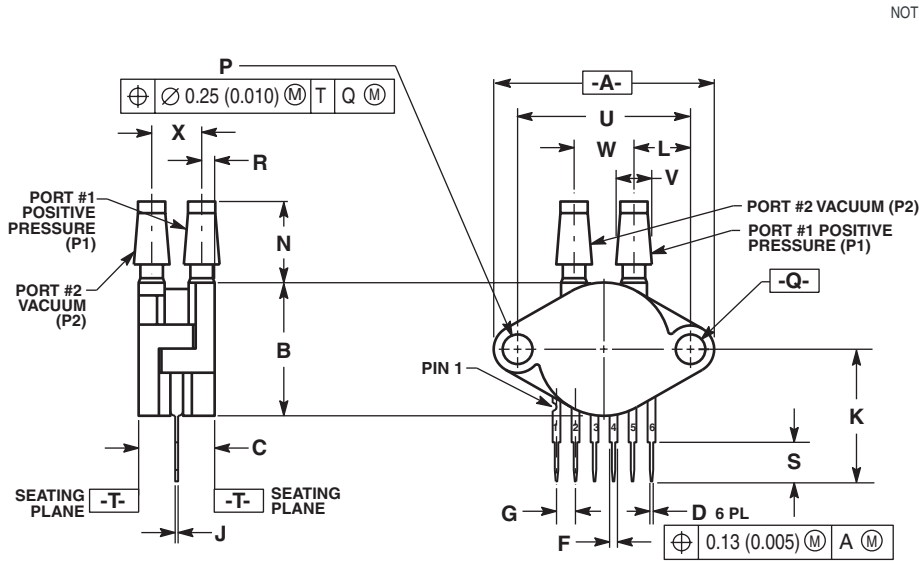 NOT
P
⌖ ∅ 0.25 (0.010) Ⓜ T Q Ⓜ
-A-
U
X
W
L
R
V
PORT #1
POSITIVE
PRESSURE
(P1)
N
PORT #2 VACUUM (P2)
PORT #1 POSITIVE
PRESSURE (P1)
PORT #2
VACUUM
(P2)
-Q-
B
PIN 1
K
1 2 3 4 5 6
C
S
SEATING
PLANE
-T-
-T-
SEATING
PLANE
J
G
D 6 PL
F
⌖ 0.13 (0.005) Ⓜ A Ⓜ